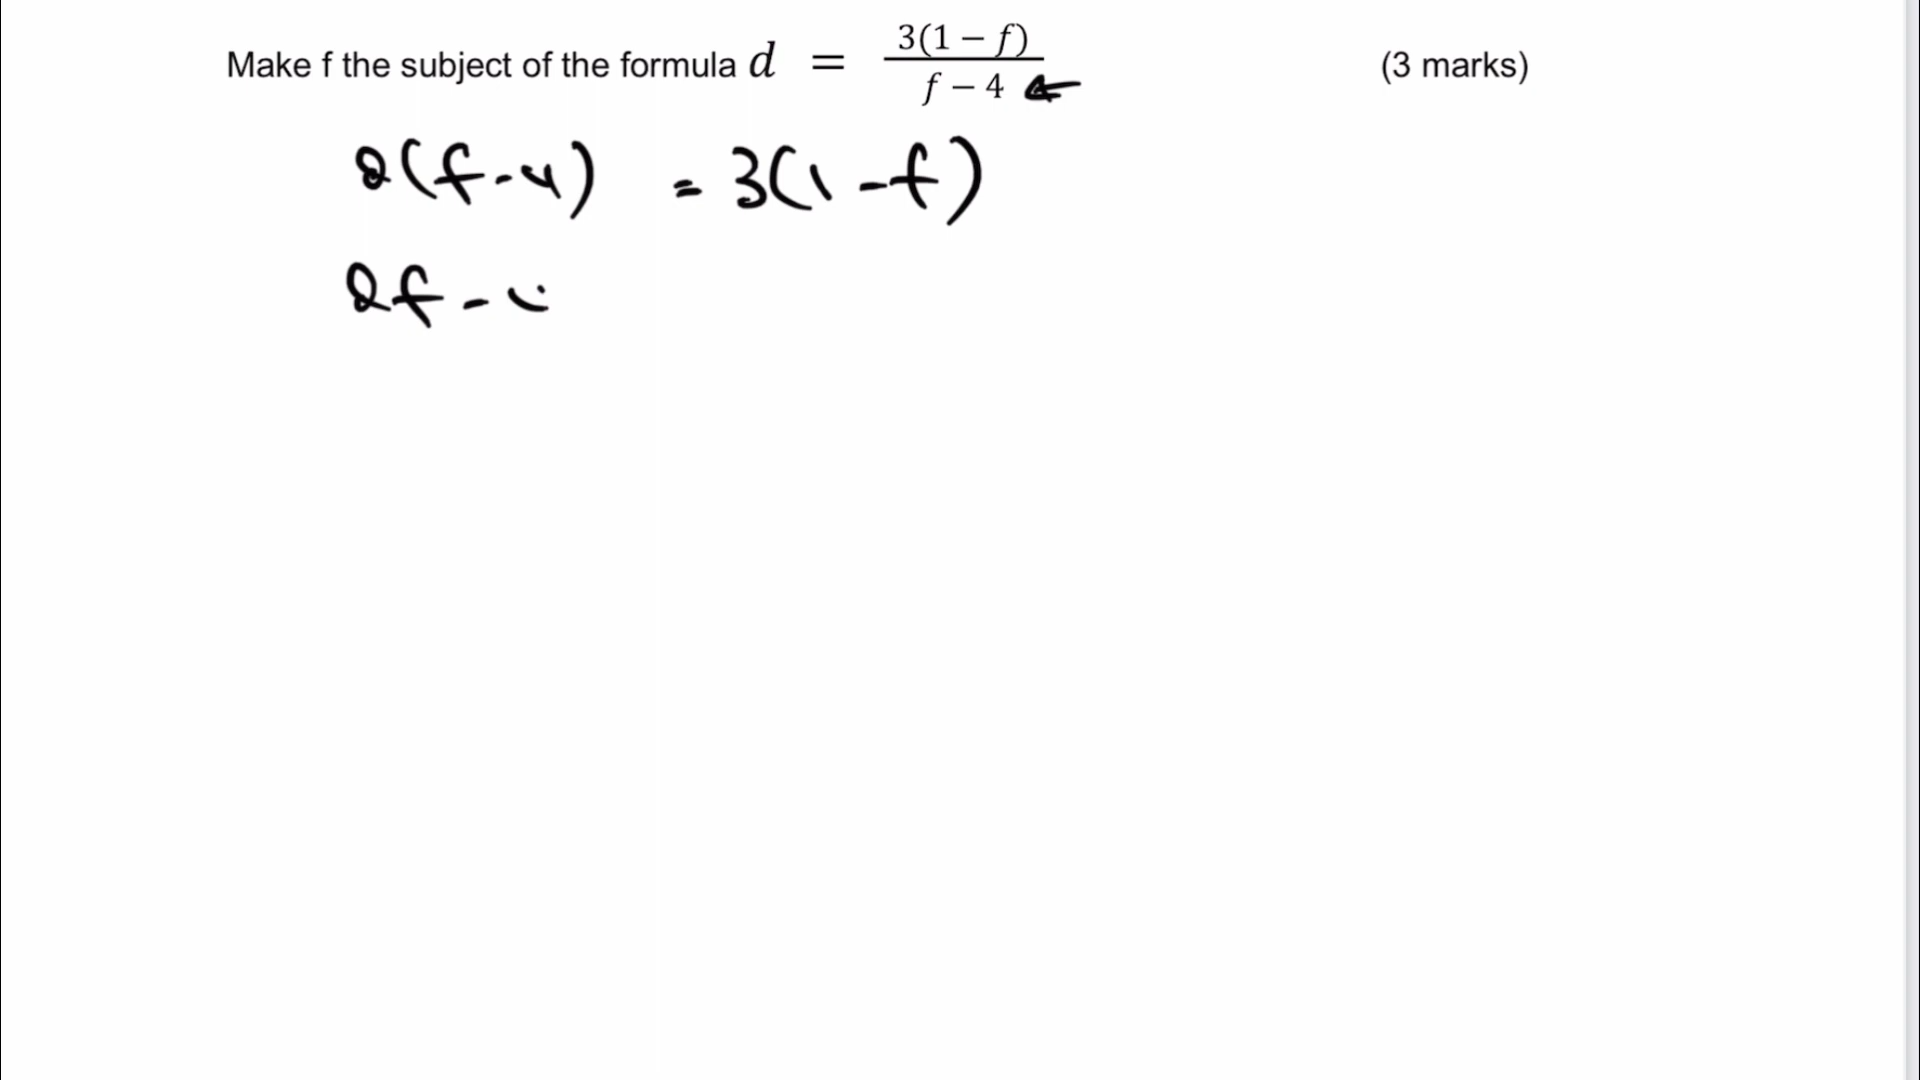 Make f the subject of the formula d = 3(1 − f) / f − 4 (3 marks)
d(f-4) = 3(1-f)
df -